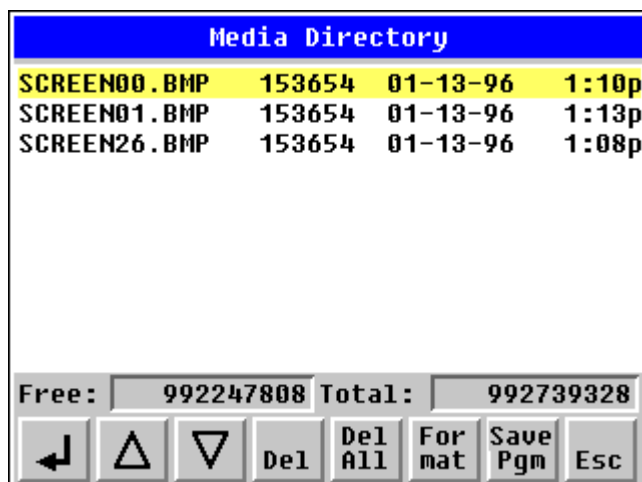 Media Directory
SCREEN00.BMP 153654 01-13-96 1:10p
SCREEN01.BMP 153654 01-13-96 1:13p
SCREEN26.BMP 153654 01-13-96 1:08p
Free: 992247808 Total: 992739328
Del
Del All
For mat
Save Pgm
Esc